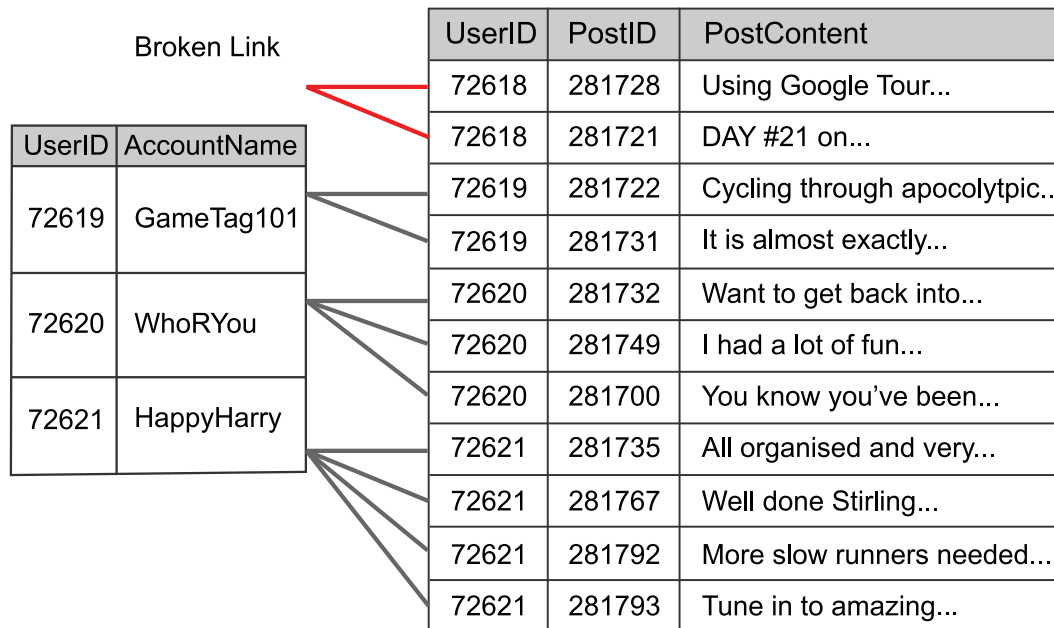 Broken Link
UserID AccountName
72619 GameTag101
72620 WhoRYou
72621 HappyHarry
UserID PostID PostContent
72618 281728 Using Google Tour...
72618 281721 DAY #21 on...
72619 281722 Cycling through apocolytpic..
72619 281731 It is almost exactly...
72620 281732 Want to get back into...
72620 281749 I had a lot of fun...
72620 281700 You know you’ve been...
72621 281735 All organised and very...
72621 281767 Well done Stirling...
72621 281792 More slow runners needed...
72621 281793 Tune in to amazing...